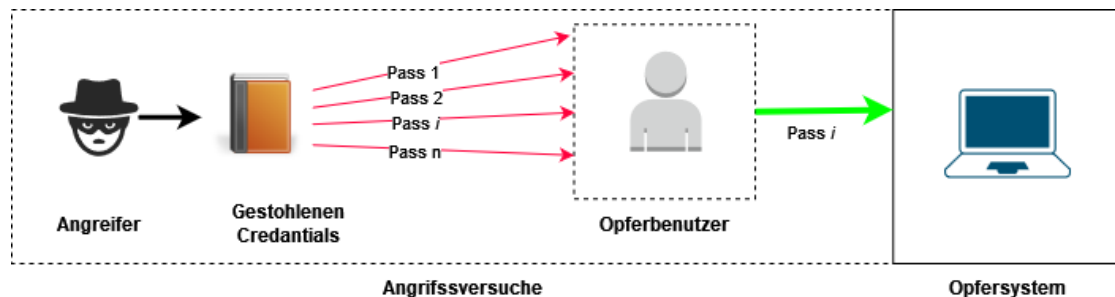 Pass 1
Pass 2
Pass i
Pass n
Pass i
Angreifer
Gestohlenen
Credantials
Opferbenutzer
Angrifssversuche
Opfersystem